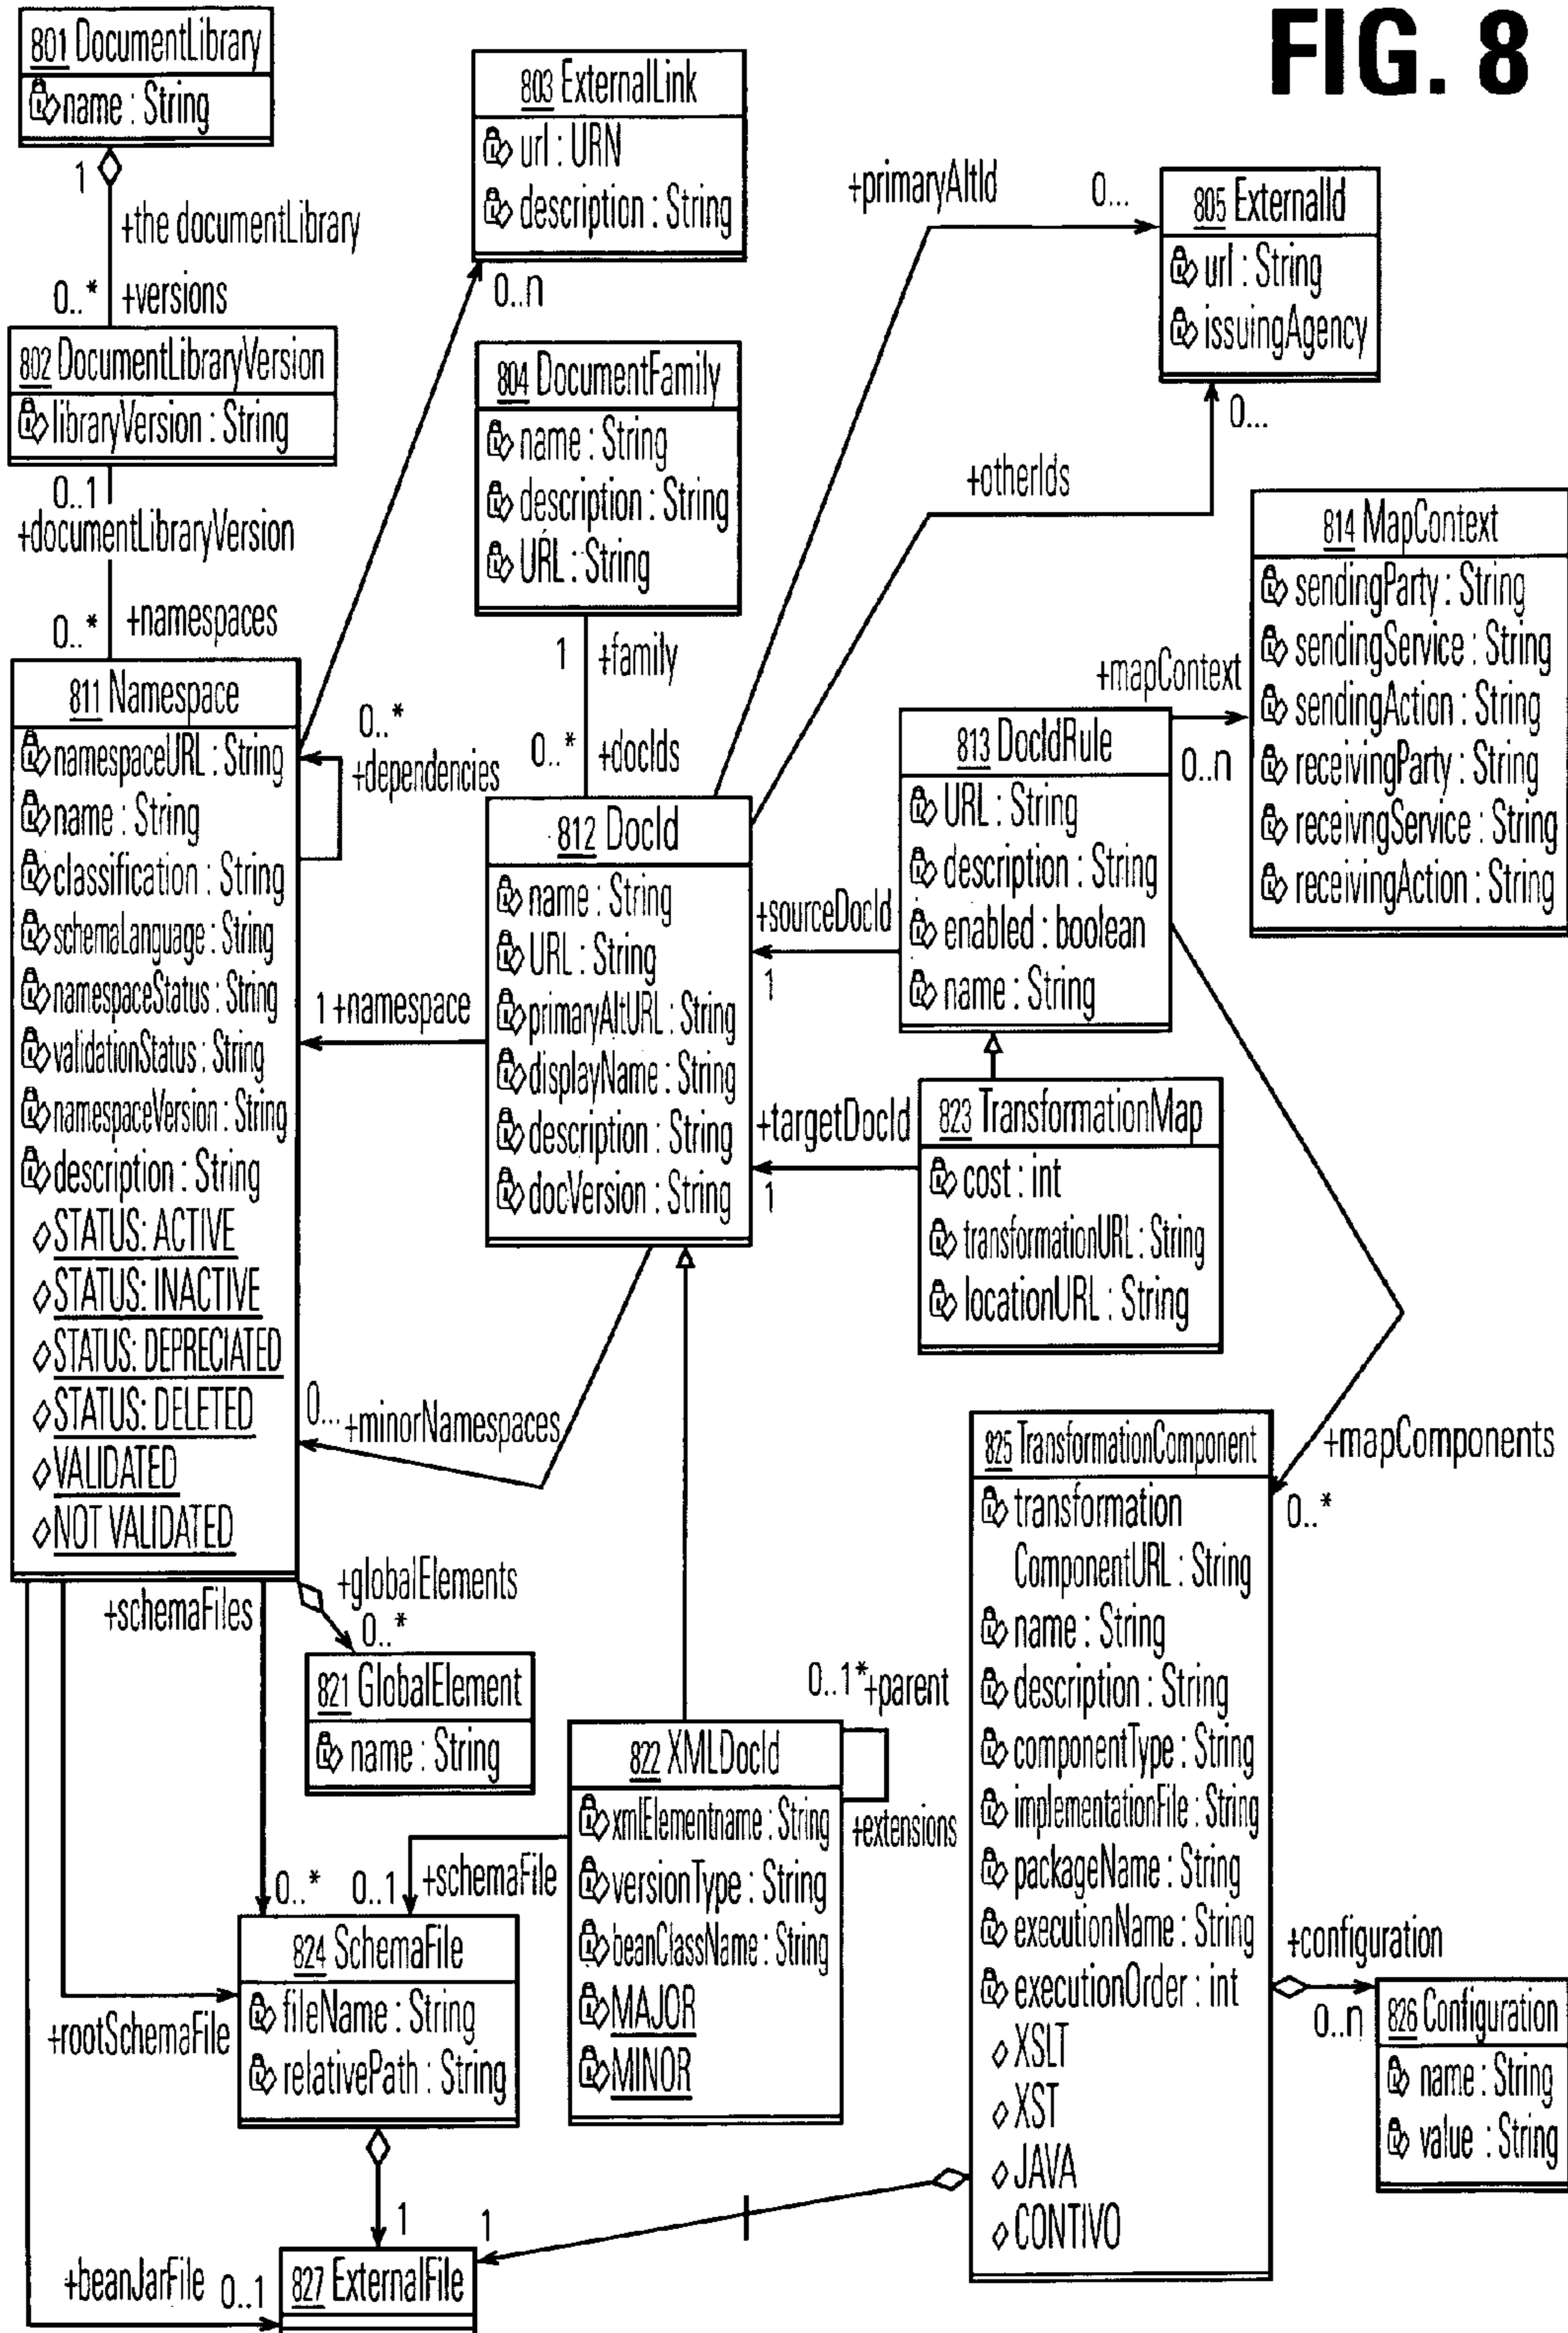 FIG. 8
801 DocumentLibrary
name : String
1
+the documentLibrary
0..* +versions
802 DocumentLibraryVersion
libraryVersion : String
0..1
+documentLibraryVersion
0..* +namespaces
803 ExternalLink
url : URN
description : String
0..n
804 DocumentFamily
name : String
description : String
URL : String
1 +family
0..* +docIds
+primaryAltId 0...
805 ExternalId
url : String
issuingAgency
0...
+otherIds
814 MapContext
sendingParty : String
sendingService : String
sendingAction : String
receivingParty : String
receivngService : String
receivingAction : String
+mapContext
0..n
811 Namespace
namespaceURL : String
name : String
classification : String
schemaLanguage : String
namespaceStatus : String
validationStatus : String
namespaceVersion : String
description : String
STATUS: ACTIVE
STATUS: INACTIVE
STATUS: DEPRECIATED
STATUS: DELETED
VALIDATED
NOT VALIDATED
0..*
+dependencies
1 +namespace
0... +minorNamespaces
812 DocId
name : String
URL : String
primaryAltURL : String
displayName : String
description : String
docVersion : String
813 DocIdRule
URL : String
description : String
enabled : boolean
name : String
+sourceDocId
1
+targetDocId
1
823 TransformationMap
cost : int
transformationURL : String
locationURL : String
+mapComponents
0..*
825 TransformationComponent
transformation
ComponentURL : String
name : String
description : String
componentType : String
implementationFile : String
packageName : String
executionName : String
executionOrder : int
XSLT
XST
JAVA
CONTIVO
+configuration
0..n
826 Configuration
name : String
value : String
+schemaFiles
+globalElements
0..*
821 GlobalElement
name : String
0..1* +parent
822 XMLDocId
xmlElementname : String
versionType : String
beanClassName : String
MAJOR
MINOR
+extensions
0..* 0..1 +schemaFile
824 SchemaFile
fileName : String
relativePath : String
+rootSchemaFile
1
1
+beanJarFile 0..1
827 ExternalFile